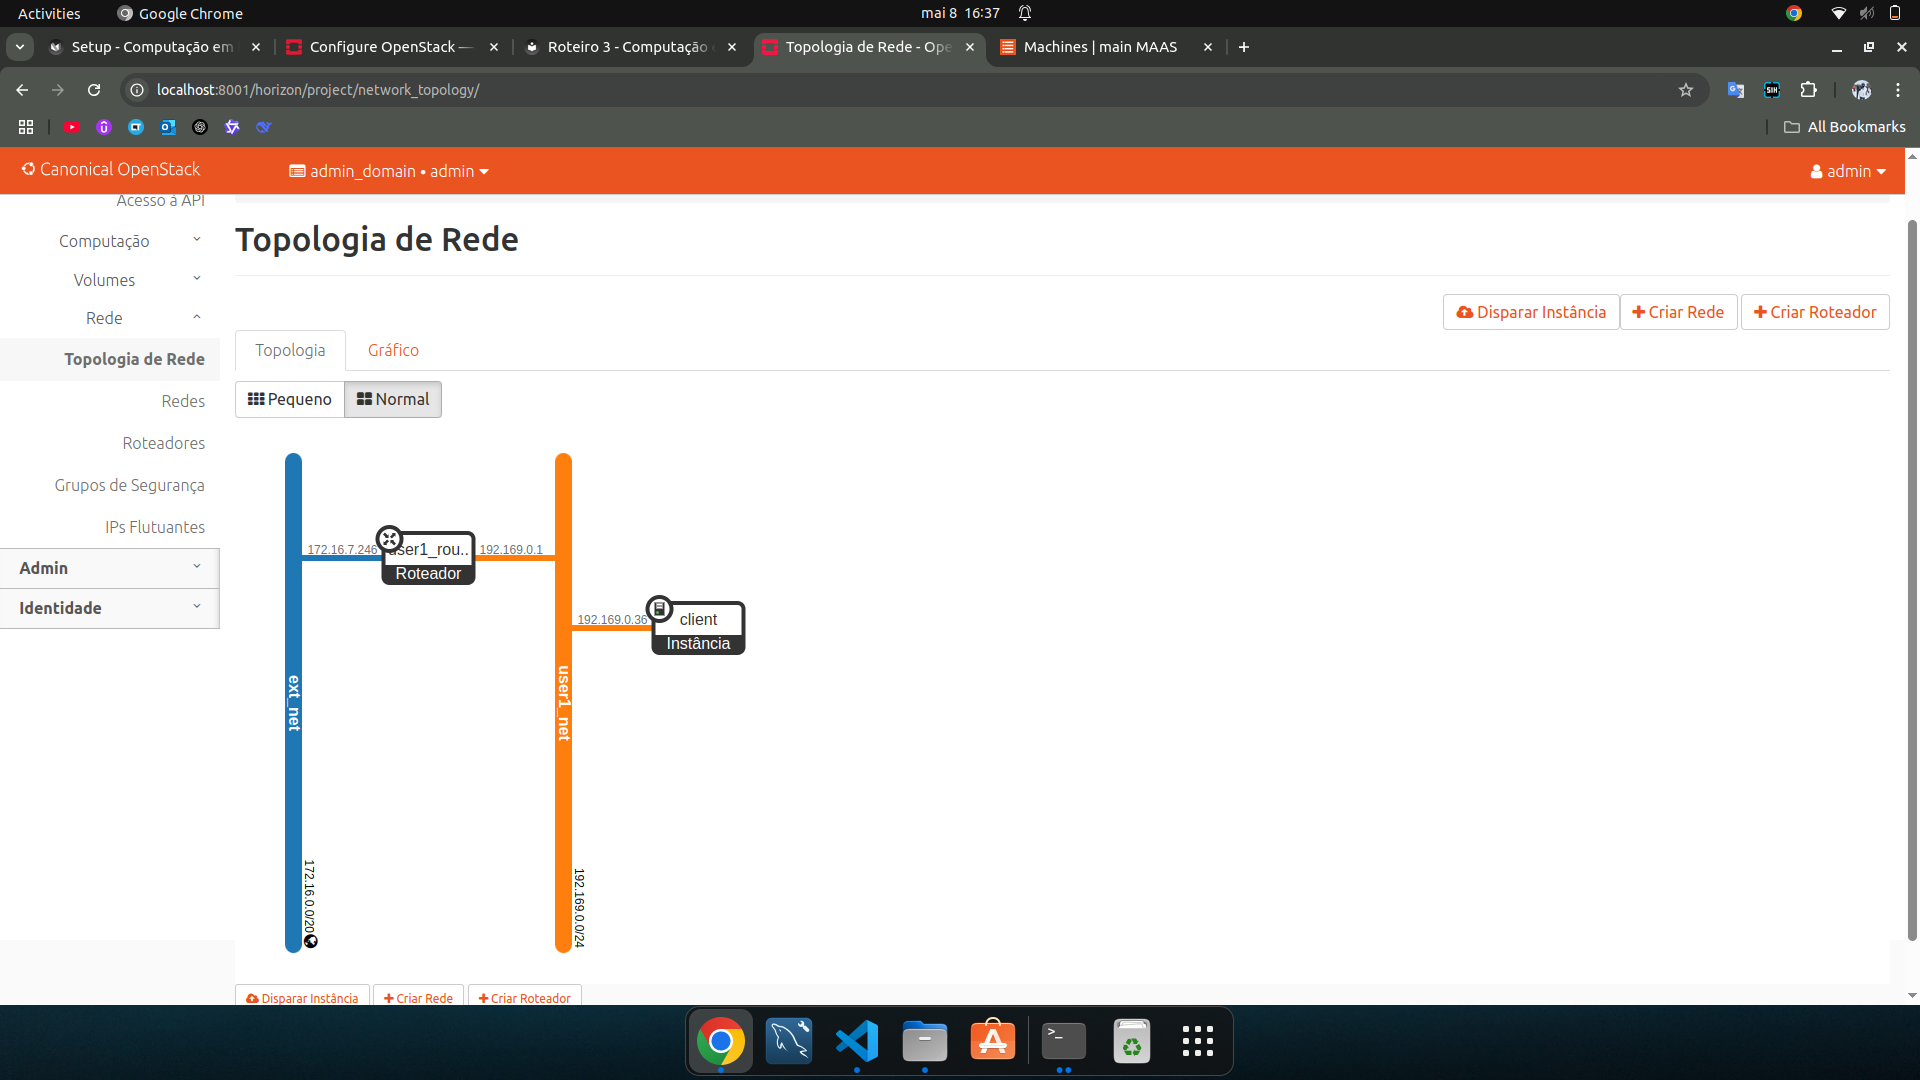 Activities
Google Chrome
mai 8 16:37
Setup - Computação em
Configure OpenStack —
Roteiro 3 - Computação
Topologia de Rede - Ope
Machines | main MAAS
localhost:8001/horizon/project/network_topology/
All Bookmarks
Canonical OpenStack
admin_domain • admin
admin
Acesso à API
Computação
Volumes
Rede
Topologia de Rede
Redes
Roteadores
Grupos de Segurança
IPs Flutuantes
Admin
Identidade
Topologia de Rede
Disparar Instância
Criar Rede
Criar Roteador
Topologia
Gráfico
Pequeno
Normal
172.16.7.246
user1_rou..
Roteador
192.169.0.1
192.169.0.36
client
Instância
ext_net
user1_net
172.16.0.0/20
192.169.0.0/24
Disparar Instância
Criar Rede
Criar Roteador